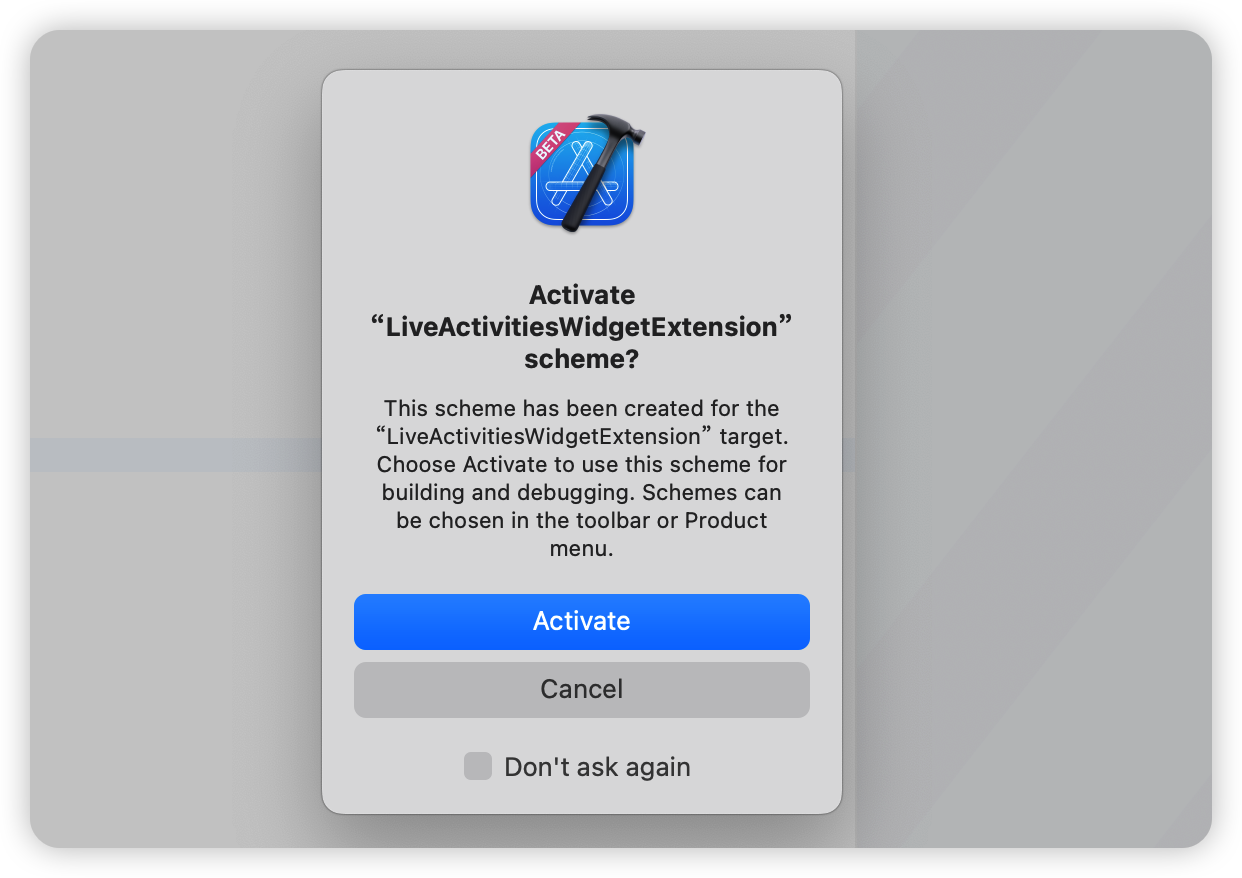 BETA
Activate
“LiveActivitiesWidgetExtension”
scheme?
This scheme has been created for the
“LiveActivitiesWidgetExtension” target.
Choose Activate to use this scheme for
building and debugging. Schemes can
be chosen in the toolbar or Product
menu.
Activate
Cancel
Don't ask again